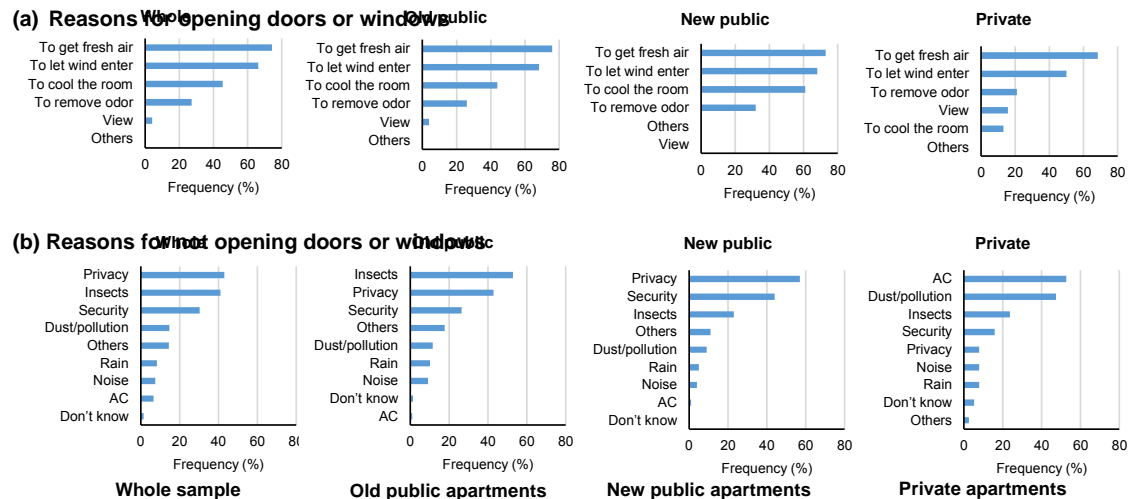 (a) Reasons for opening doors or windows
Whole
Old public
New public
Private
To get fresh air
To let wind enter
To cool the room
To remove odor
View
Others
0 20 40 60 80
Frequency (%)
To get fresh air
To let wind enter
To cool the room
To remove odor
View
Others
0 20 40 60 80
Frequency (%)
To get fresh air
To let wind enter
To cool the room
To remove odor
Others
View
0 20 40 60 80
Frequency (%)
To get fresh air
To let wind enter
To remove odor
View
To cool the room
Others
0 20 40 60 80
Frequency (%)
(b) Reasons for not opening doors or windows
Whole
Old public
New public
Private
Privacy
Insects
Security
Dust/pollution
Others
Rain
Noise
AC
Don't know
0 20 40 60 80
Frequency (%)
Whole sample
Insects
Privacy
Security
Others
Dust/pollution
Rain
Noise
Don't know
AC
0 20 40 60 80
Frequency (%)
Old public apartments
Privacy
Security
Insects
Others
Dust/pollution
Rain
Noise
AC
Don't know
0 20 40 60 80
Frequency (%)
New public apartments
AC
Dust/pollution
Insects
Security
Privacy
Noise
Rain
Don't know
Others
0 20 40 60 80
Frequency (%)
Private apartments